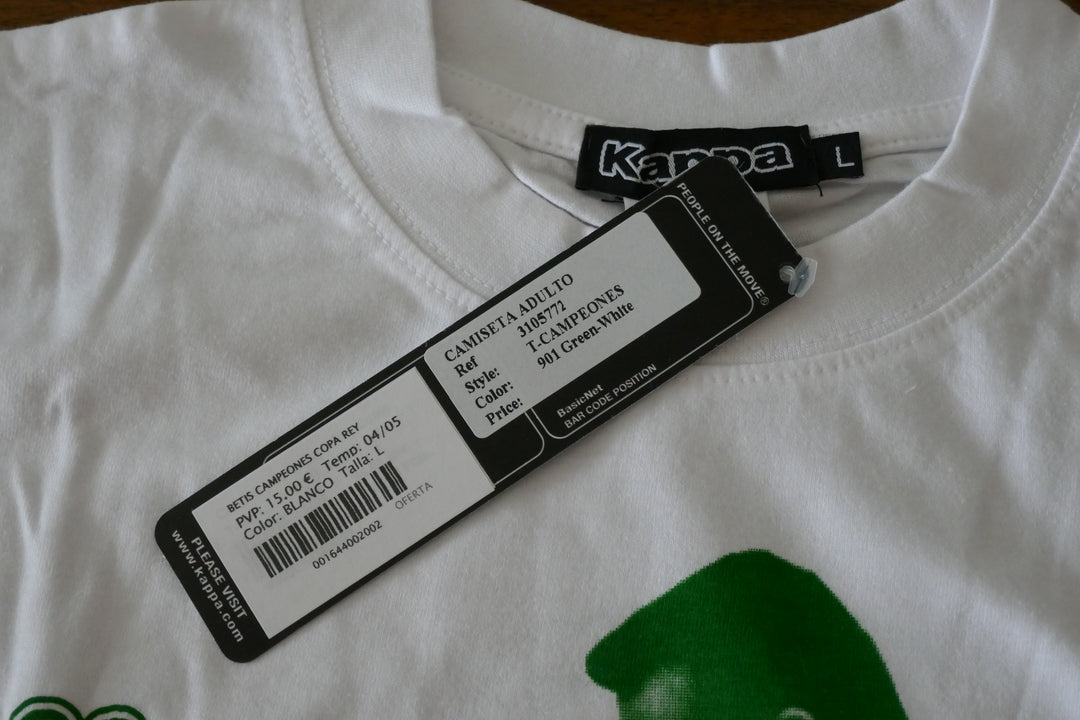 Kappa
L
PEOPLE ON THE MOVE®
CAMISETA ADULTO
Ref 3105772
Style: T-CAMPEONES
Color: 901 Green-White
Price:
BasicNet
BAR CODE POSITION
BETIS CAMPEONES COPA REY
PVP: 15.00 € Temp: 04/05
Color: BLANCO Talla: L
001644002002
OFERTA
PLEASE VISIT
www.kappa.com